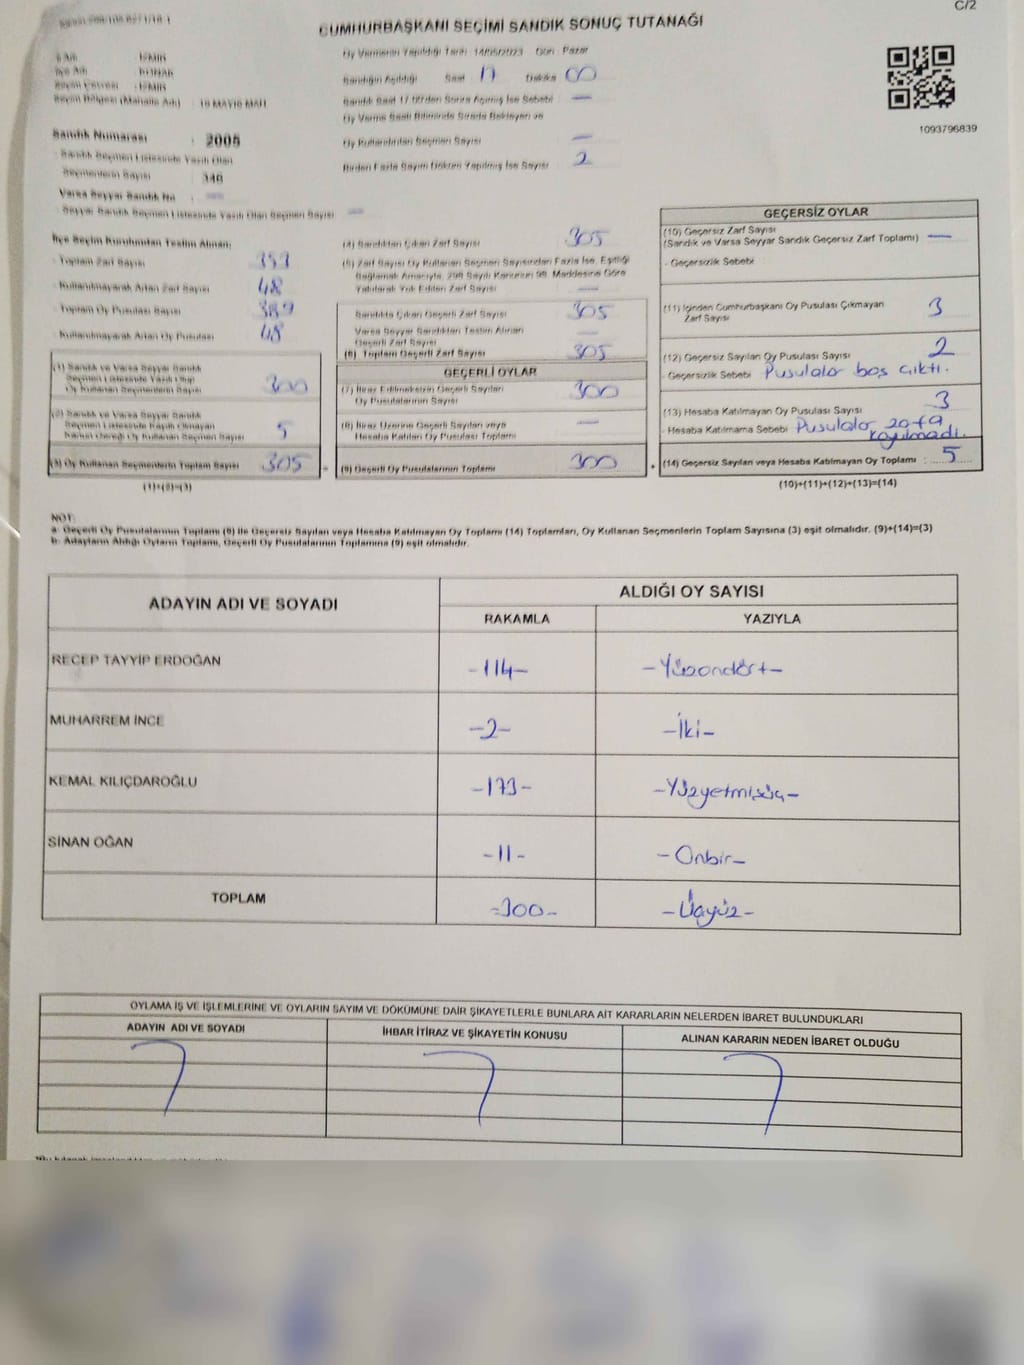 C/2
CUMHURBAŞKANI SEÇİMİ SANDIK SONUÇ TUTANAĞI
İli Adı : İZMİR
İlçe Adı :
Seçim Çevresi : İZMİR
Seçim Bölgesi (Mahalle Adı) : 19 MAYIS MAH.
Oy Vermenin Yapıldığı Tarih 14/05/2023 Gün Pazar
Sandığın Açıldığı Saat 17 Dakika 00
Sandık Saat 17.00'den Sonra Açılmış İse Sebebi —
Oy Verme Saati Bitiminde Sırada Bekleyen ve
Oy Kullandırılan Seçmen Sayısı —
Birden Fazla Sayım Döküm Yapılmış İse Sayısı 2
1093796839
Sandık Numarası : 2005
Sandık Seçmen Listesinde Yazılı Olan
Seçmenlerin Sayısı : 346
Varsa Seyyar Sandık No : —
Seyyar Sandık Seçmen Listesinde Yazılı Olan Seçmen Sayısı : —
İlçe Seçim Kurulundan Teslim Alınan;
- Toplam Zarf Sayısı : 353
- Kullanılmayarak Artan Zarf Sayısı : 48
- Toplam Oy Pusulası Sayısı :
- Kullanılmayarak Artan Oy Pusulası : 48
(1) Sandık ve Varsa Seyyar Sandık
Seçmen Listesinde Yazılı Olup
Oy Kullanan Seçmenlerin Sayısı : 300
(2) Sandık ve Varsa Seyyar Sandık
Seçmen Listesinde Kaydı Olmayan
Kanun Gereği Oy Kullanan Seçmen Sayısı : 5
(3) Oy Kullanan Seçmenlerin Toplam Sayısı : 305
(1)+(2)=(3)
(4) Sandıktan Çıkan Zarf Sayısı : 305
(5) Zarf Sayısı Oy Kullanan Seçmen Sayısından Fazla İse, Eşitliği
Sağlamak Amacıyla, 298 Sayılı Kanunun 98. Maddesine Göre
Yakılarak Yok Edilen Zarf Sayısı : —
Sandıkta Çıkan Geçerli Zarf Sayısı : 305
Varsa Seyyar Sandıktan Teslim Alınan
Geçerli Zarf Sayısı : —
(6) Toplam Geçerli Zarf Sayısı : 305
GEÇERLİ OYLAR
(7) İtiraz Edilmeksizin Geçerli Sayılan
Oy Pusulalarının Sayısı : 300
(8) İtiraz Üzerine Geçerli Sayılan veya
Hesaba Katılan Oy Pusulası Toplamı : —
(9) Geçerli Oy Pusulalarının Toplamı : 300
GEÇERSİZ OYLAR
(10) Geçersiz Zarf Sayısı
(Sandık ve Varsa Seyyar Sandık Geçersiz Zarf Toplamı) : —
- Geçersizlik Sebebi
(11) İçinden Cumhurbaşkanı Oy Pusulası Çıkmayan
Zarf Sayısı 3
(12) Geçersiz Sayılan Oy Pusulası Sayısı : 2
- Geçersizlik Sebebi Pusulalar boş çıktı.
(13) Hesaba Katılmayan Oy Pusulası Sayısı : 3
- Hesaba Katılmama Sebebi Pusulalar zarfa
koyulmadı.
(14) Geçersiz Sayılan veya Hesaba Katılmayan Oy Toplamı : 5
(10)+(11)+(12)+(13)=(14)
NOT:
a- Geçerli Oy Pusulalarının Toplamı (9) ile Geçersiz Sayılan veya Hesaba Katılmayan Oy Toplamı (14) Toplamları, Oy Kullanan Seçmenlerin Toplam Sayısına (3) eşit olmalıdır. (9)+(14)=(3)
b- Adayların Aldığı Oyların Toplamı, Geçerli Oy Pusulalarının Toplamına (9) eşit olmalıdır.
ADAYIN ADI VE SOYADI
ALDIĞI OY SAYISI
RAKAMLA YAZIYLA
RECEP TAYYİP ERDOĞAN -114- -Yüzondört-
MUHARREM İNCE -2- -İki-
KEMAL KILIÇDAROĞLU -173- -Yüzyetmişüç-
SİNAN OĞAN -11- -Onbir-
TOPLAM -300- -Üçyüz-
OYLAMA İŞ VE İŞLEMLERİNE VE OYLARIN SAYIM VE DÖKÜMÜNE DAİR ŞİKAYETLERLE BUNLARA AİT KARARLARIN NELERDEN İBARET BULUNDUKLARI
ADAYIN ADI VE SOYADI İHBAR İTİRAZ VE ŞİKAYETİN KONUSU ALINAN KARARIN NEDEN İBARET OLDUĞU